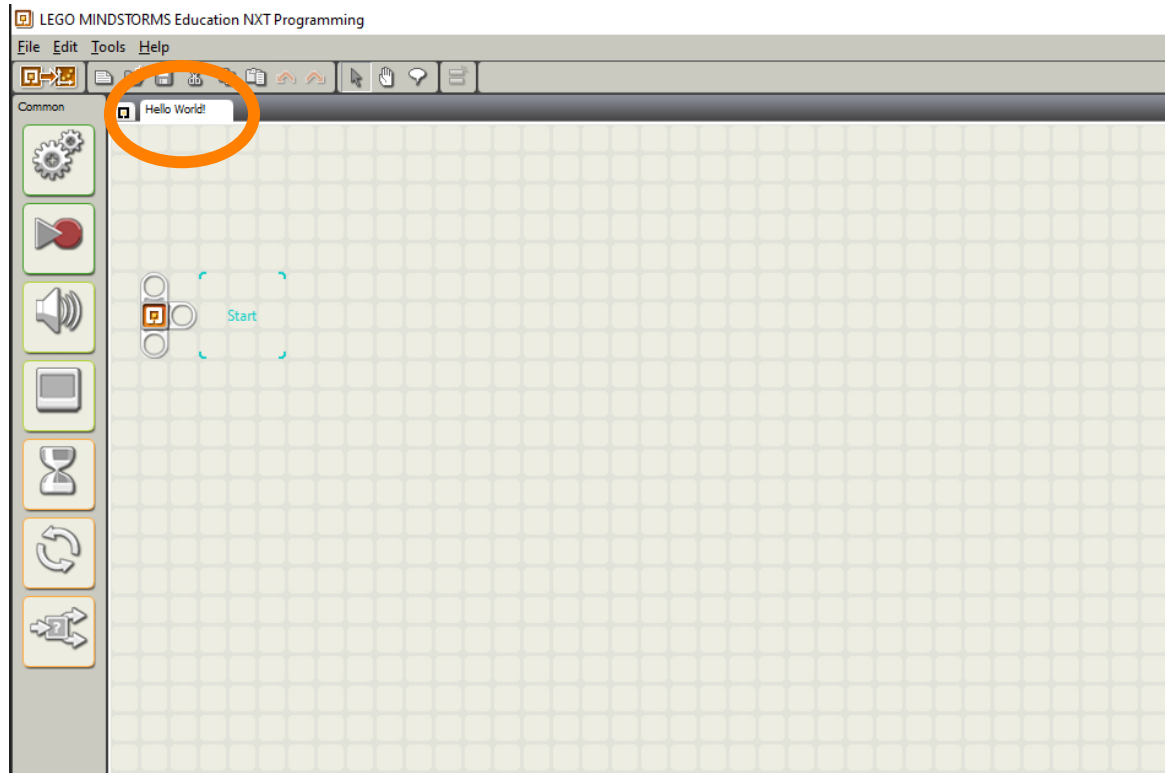 LEGO MINDSTORMS Education NXT Programming
File Edit Tools Help
Common
Hello World!
Start